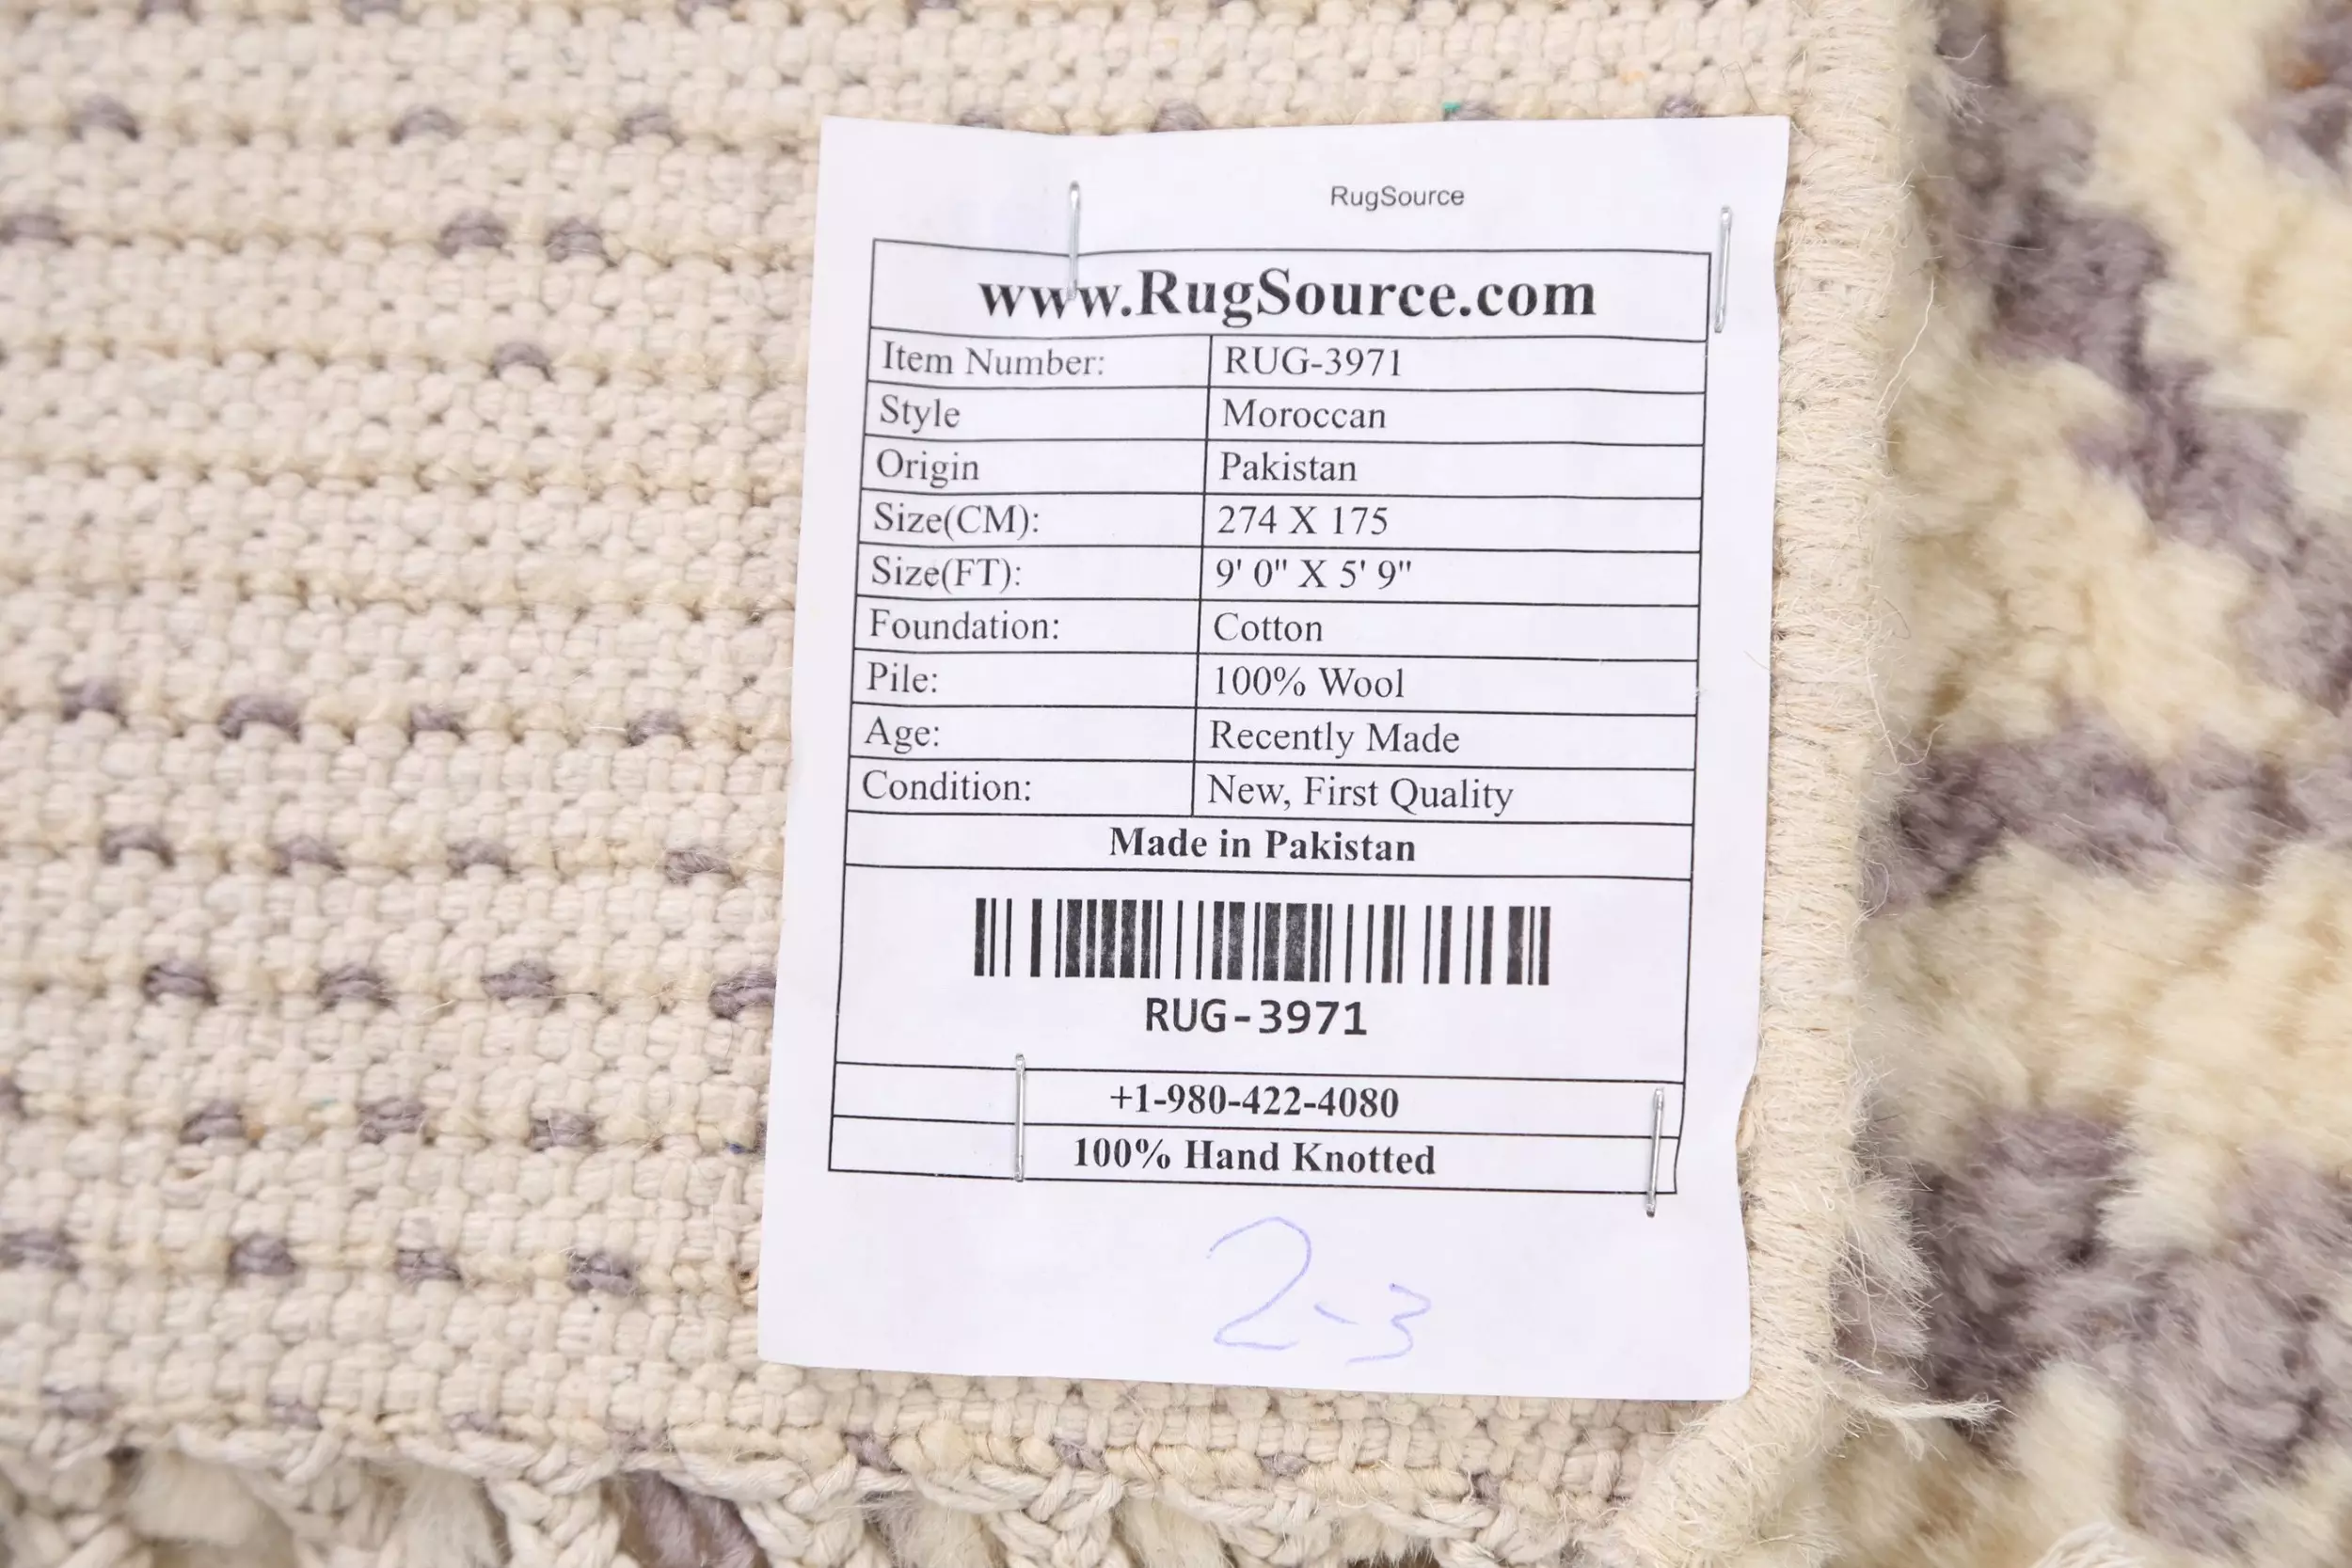 RugSource
www.RugSource.com
Item Number: RUG-3971
Style Moroccan
Origin Pakistan
Size(CM): 274 X 175
Size(FT): 9' 0" X 5' 9"
Foundation: Cotton
Pile: 100% Wool
Age: Recently Made
Condition: New, First Quality
Made in Pakistan
RUG-3971
+1-980-422-4080
100% Hand Knotted
2-3